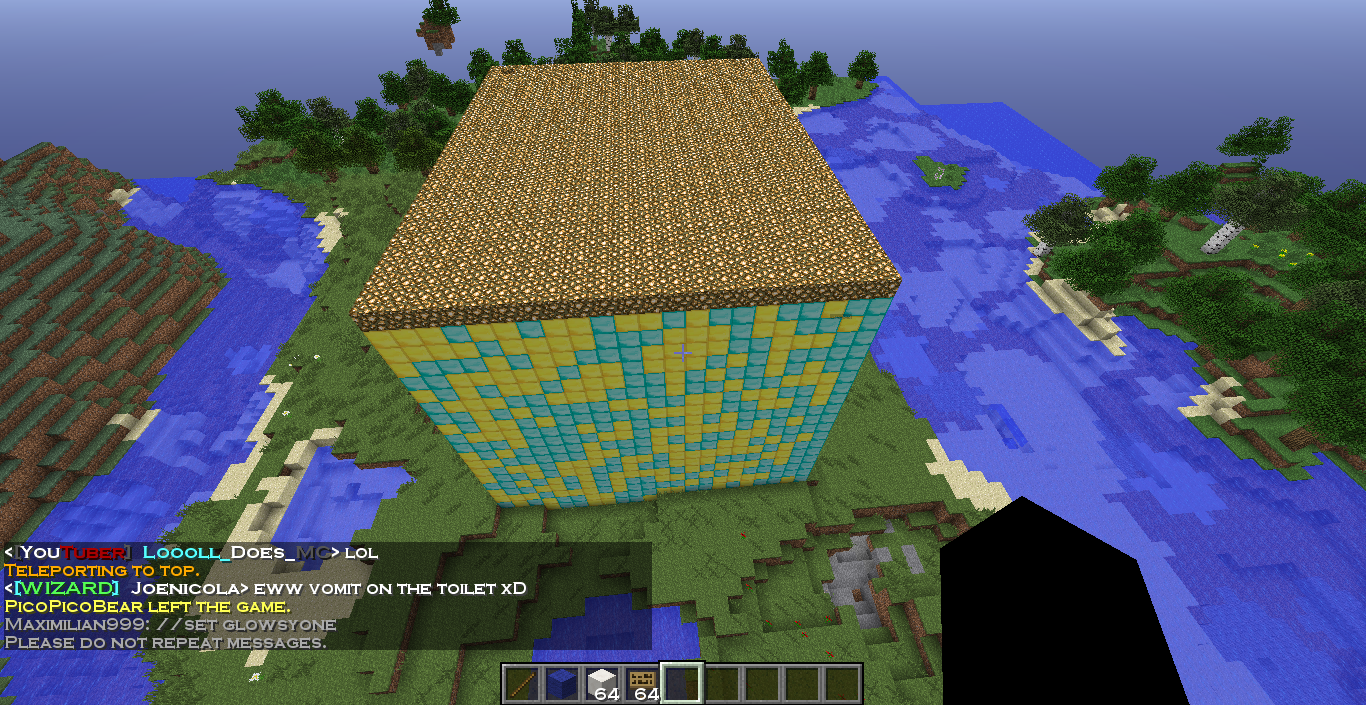 <[YouTuber] Loooll_Does_MC> lol
Teleporting to top.
<[WIZARD] Joenicola> eww vomit on the toilet xD
PicoPicoBear left the game.
Maximilian999: //set glowsyone
Please do not repeat messages.
64 64